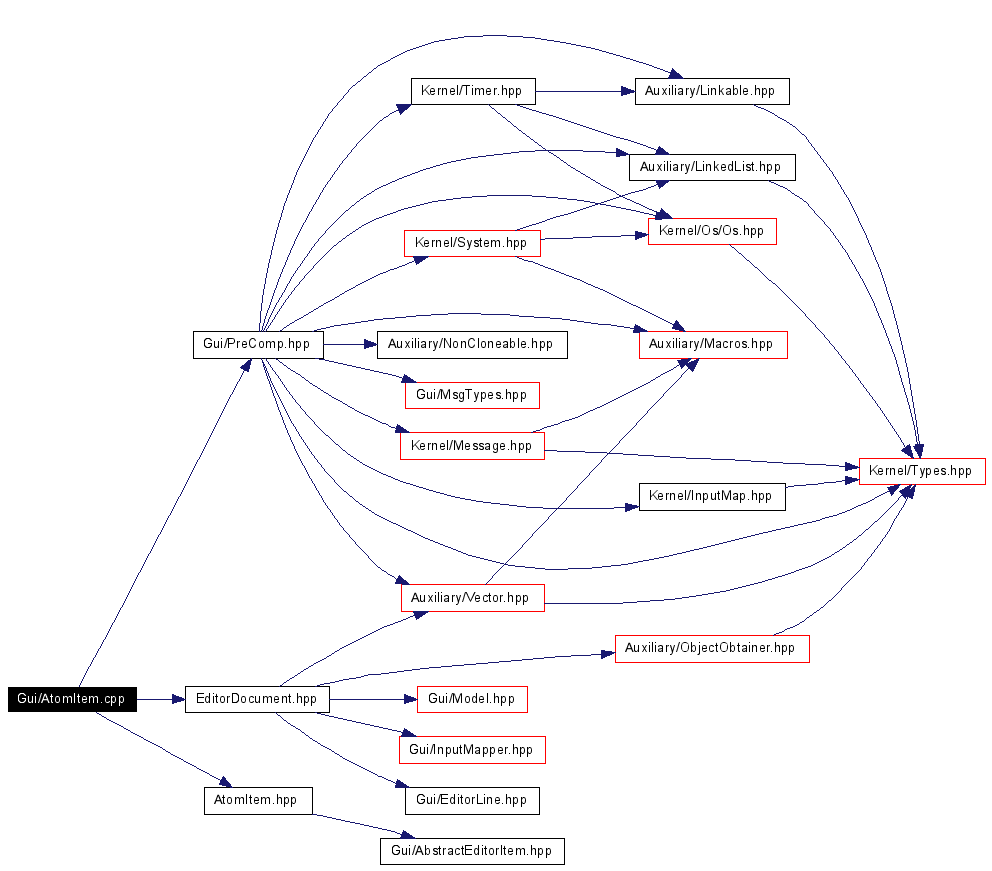 Kernel/Timer.hpp
Auxiliary/Linkable.hpp
Auxiliary/LinkedList.hpp
Kernel/Os/Os.hpp
Kernel/System.hpp
Gui/PreComp.hpp
Auxiliary/NonCloneable.hpp
Auxiliary/Macros.hpp
Gui/MsgTypes.hpp
Kernel/Message.hpp
Kernel/Types.hpp
Kernel/InputMap.hpp
Auxiliary/Vector.hpp
Auxiliary/ObjectObtainer.hpp
Gui/AtomItem.cpp
EditorDocument.hpp
Gui/Model.hpp
Gui/InputMapper.hpp
AtomItem.hpp
Gui/EditorLine.hpp
Gui/AbstractEditorItem.hpp